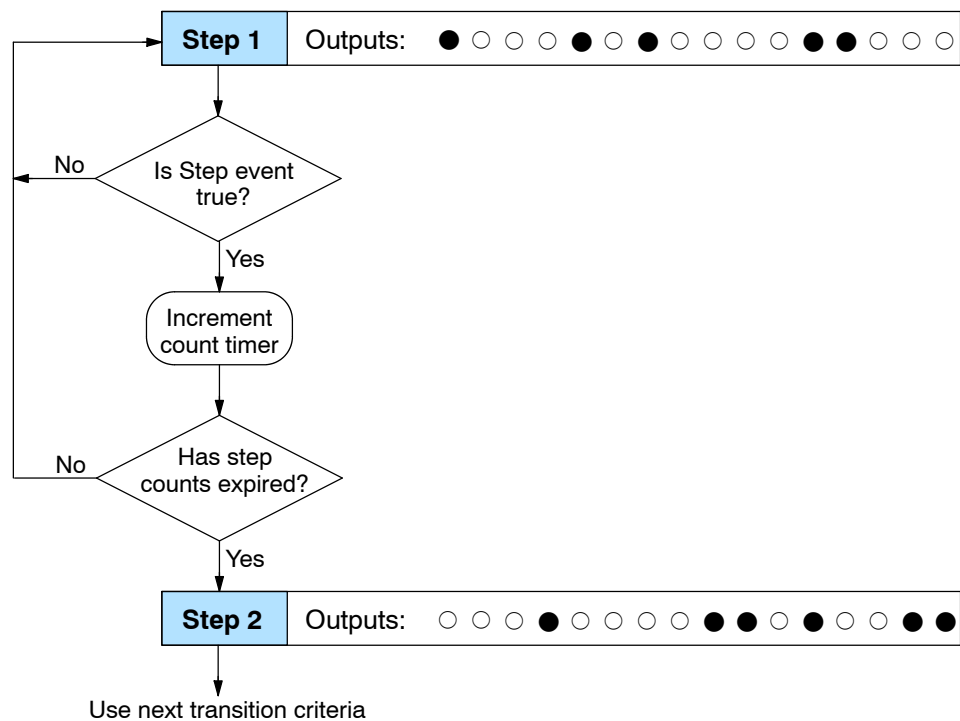 Step 1 Outputs:
Is Step event
true?
No
Yes
Increment
count timer
Has step
counts expired?
No
Yes
Step 2 Outputs:
Use next transition criteria